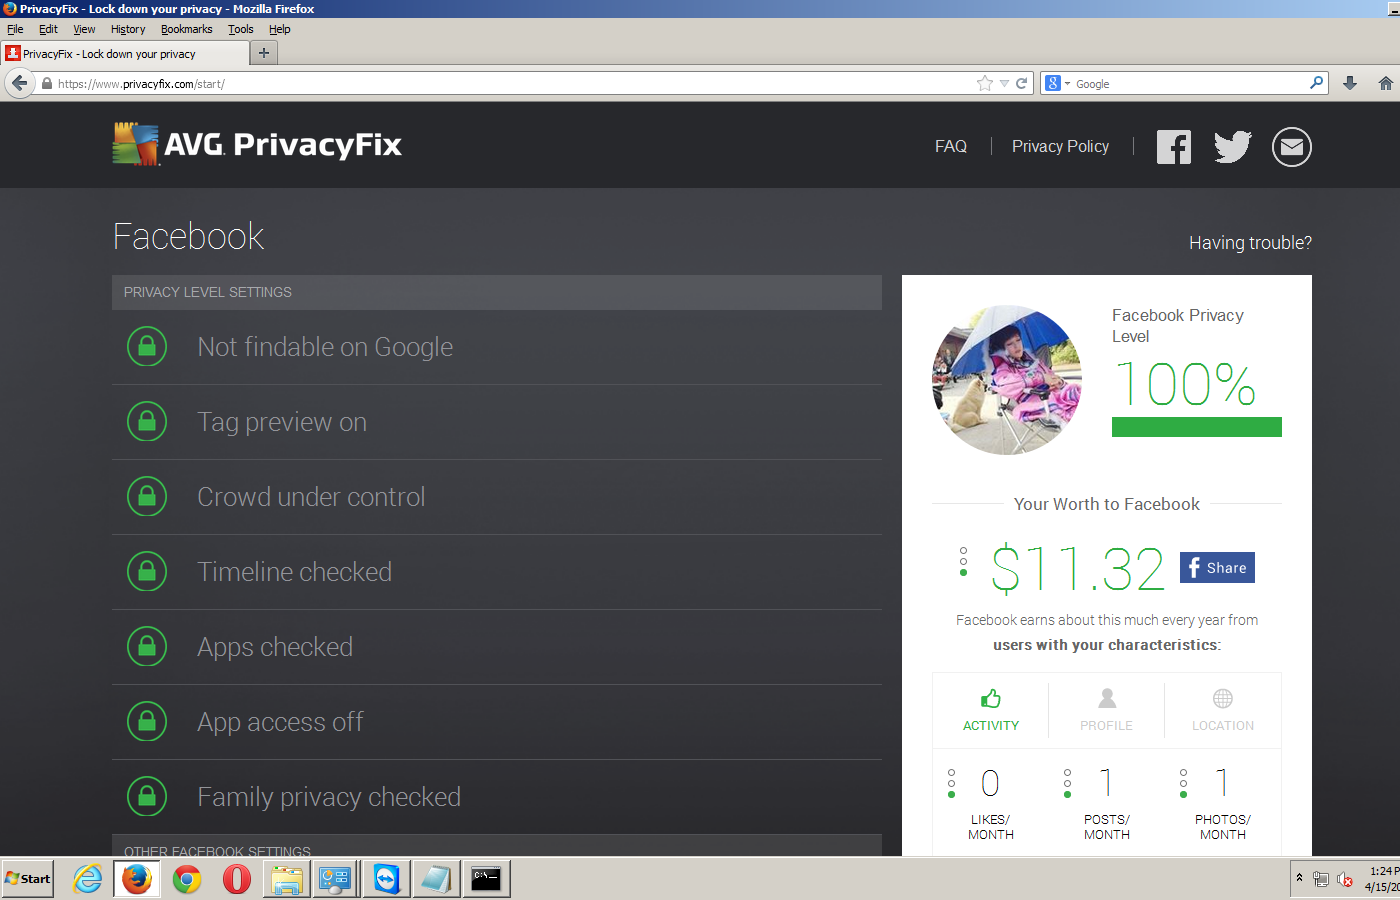 PrivacyFix - Lock down your privacy - Mozilla Firefox
File Edit View History Bookmarks Tools Help
PrivacyFix - Lock down your privacy
https://www.privacyfix.com/start/
Google
AVG PrivacyFix
FAQ
Privacy Policy
Facebook
Having trouble?
PRIVACY LEVEL SETTINGS
Not findable on Google
Tag preview on
Crowd under control
Timeline checked
Apps checked
App access off
Family privacy checked
OTHER FACEBOOK SETTINGS
Facebook Privacy
Level
100%
Your Worth to Facebook
$11.32
Share
Facebook earns about this much every year from
users with your characteristics:
ACTIVITY
PROFILE
LOCATION
0
LIKES/
MONTH
1
POSTS/
MONTH
1
PHOTOS/
MONTH
Start
C:\_
1:24 P
4/15/20